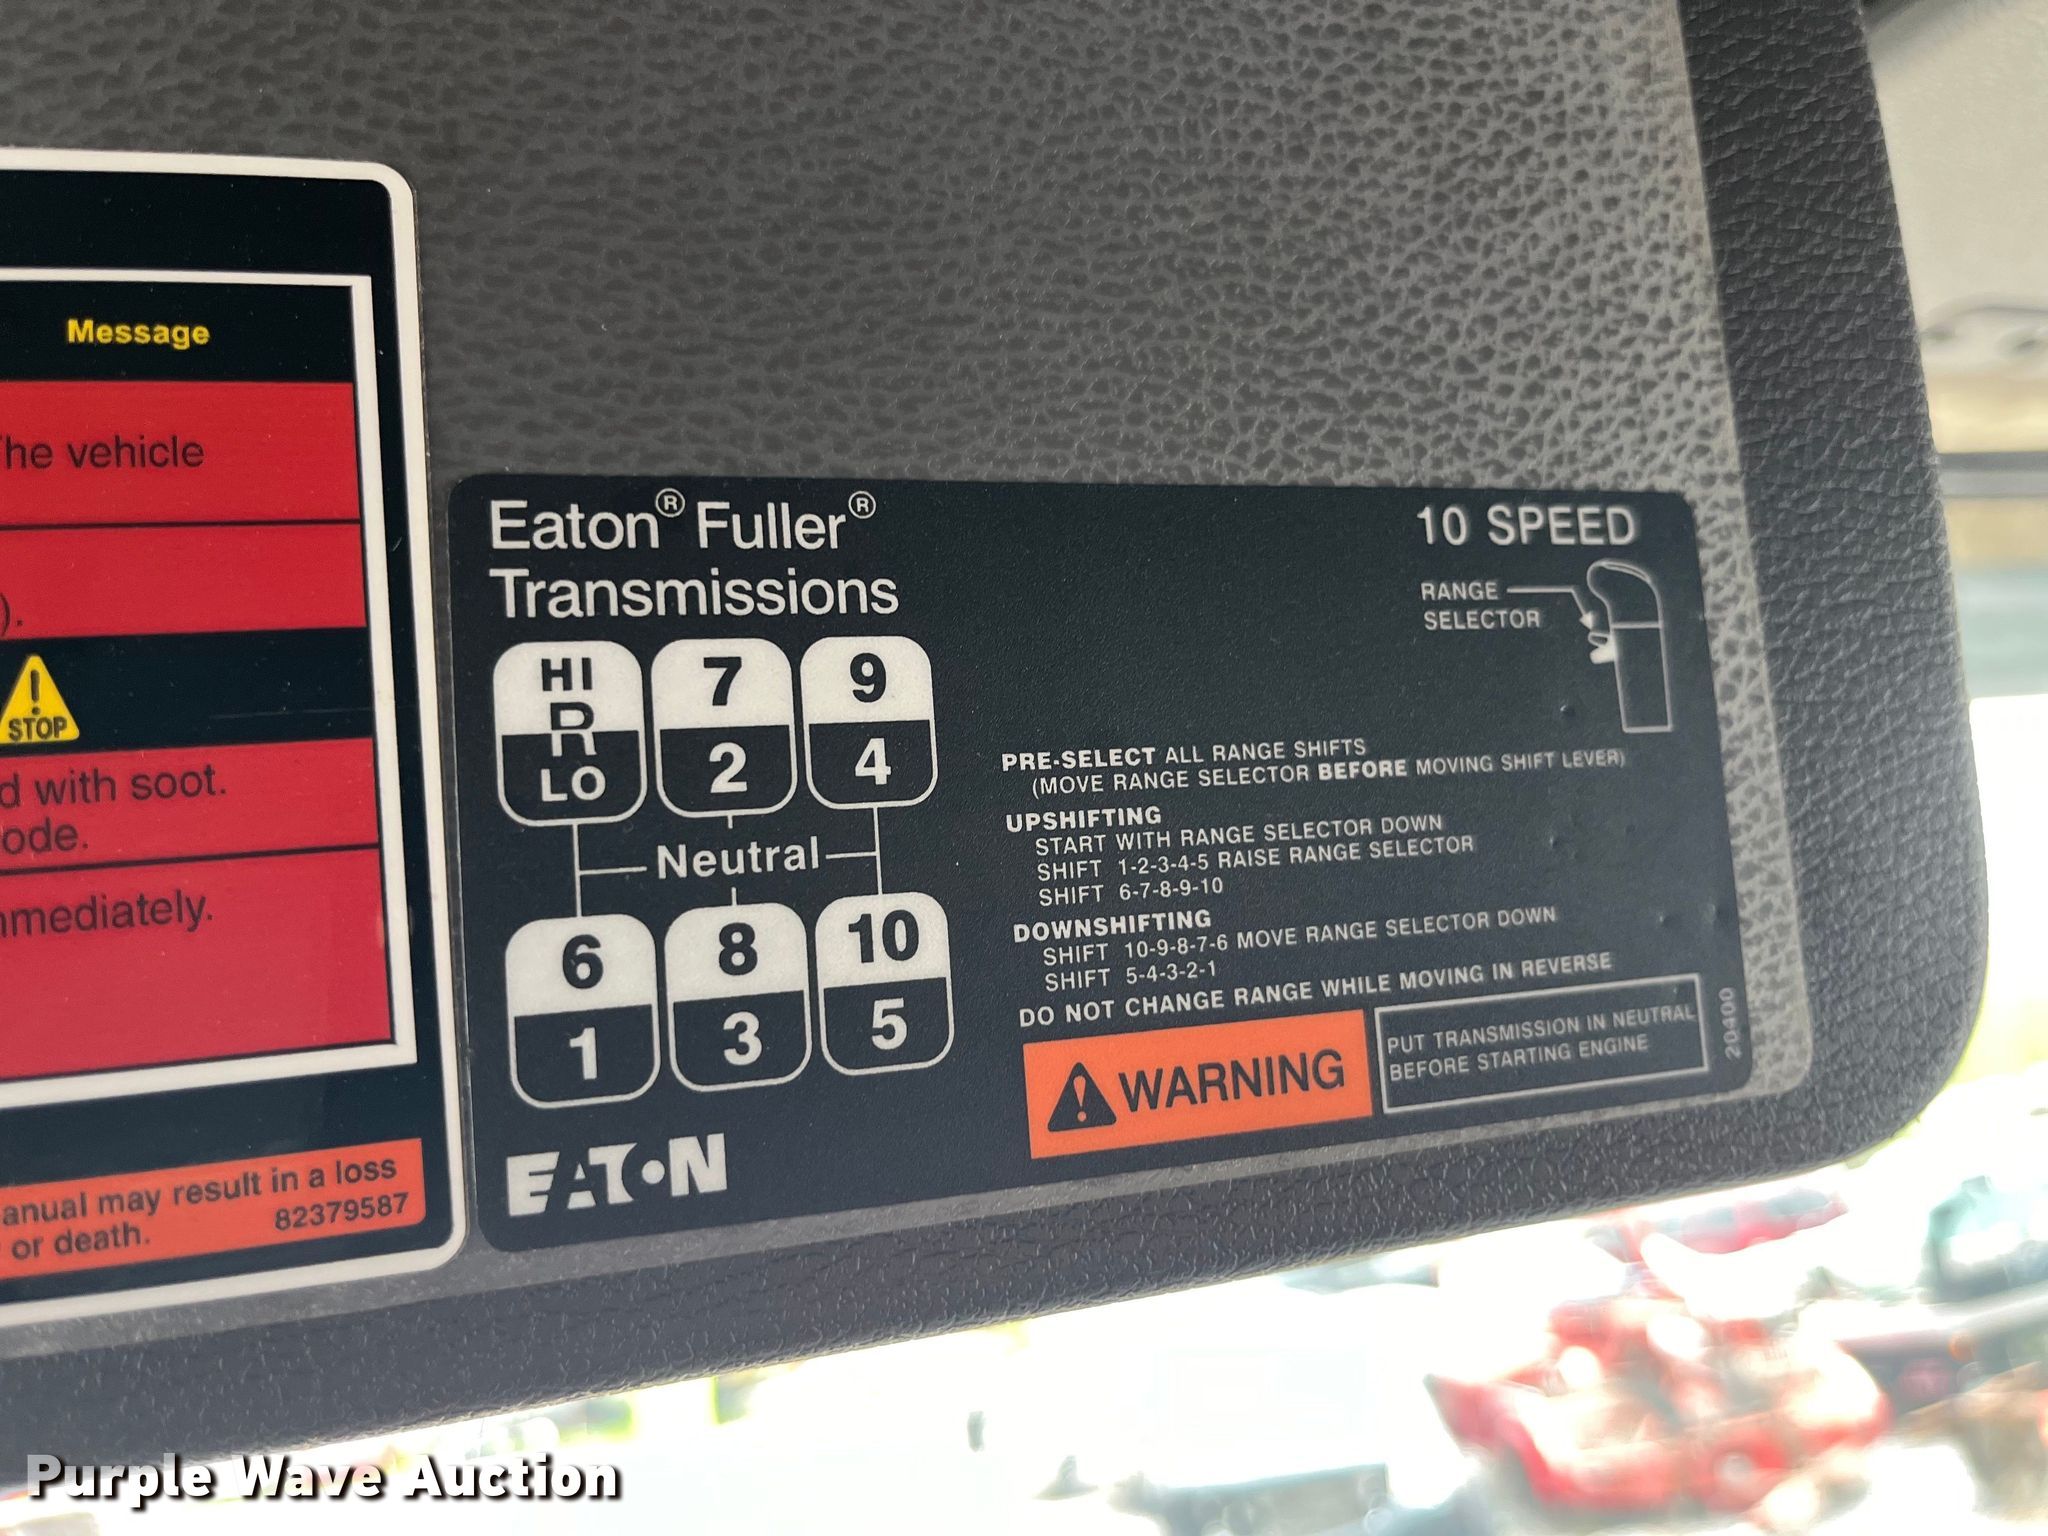 Message
he vehicle
).
STOP
d with soot.
ode.
mmediately.
anual may result in a loss
or death.
82379587
Eaton® Fuller®
Transmissions
HI
R
LO
7
2
9
4
Neutral
6
1
8
3
10
5
EATON
10 SPEED
RANGE
SELECTOR
PRE-SELECT ALL RANGE SHIFTS
(MOVE RANGE SELECTOR BEFORE MOVING SHIFT LEVER)
UPSHIFTING
START WITH RANGE SELECTOR DOWN
SHIFT 1-2-3-4-5 RAISE RANGE SELECTOR
SHIFT 6-7-8-9-10
DOWNSHIFTING
SHIFT 10-9-8-7-6 MOVE RANGE SELECTOR DOWN
SHIFT 5-4-3-2-1
DO NOT CHANGE RANGE WHILE MOVING IN REVERSE
WARNING
PUT TRANSMISSION IN NEUTRAL
BEFORE STARTING ENGINE
20400
Purple Wave Auction